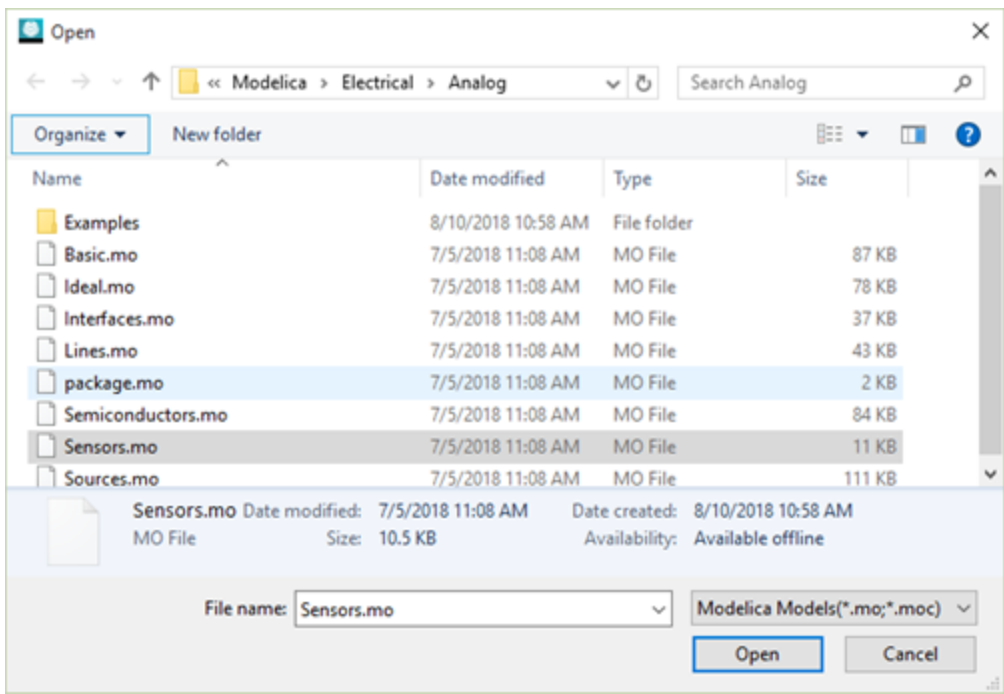 Open
« Modelica > Electrical > Analog Search Analog
Organize New folder
Name Date modified Type Size
Examples 8/10/2018 10:58 AM File folder
Basic.mo 7/5/2018 11:08 AM MO File 87 KB
Ideal.mo 7/5/2018 11:08 AM MO File 78 KB
Interfaces.mo 7/5/2018 11:08 AM MO File 37 KB
Lines.mo 7/5/2018 11:08 AM MO File 43 KB
package.mo 7/5/2018 11:08 AM MO File 2 KB
Semiconductors.mo 7/5/2018 11:08 AM MO File 84 KB
Sensors.mo 7/5/2018 11:08 AM MO File 11 KB
Sources.mo 7/5/2018 11:08 AM MO File 111 KB
Sensors.mo Date modified: 7/5/2018 11:08 AM Date created: 8/10/2018 10:58 AM
MO File Size: 10.5 KB Availability: Available offline
File name: Sensors.mo Modelica Models(*.mo;*.moc)
Open Cancel